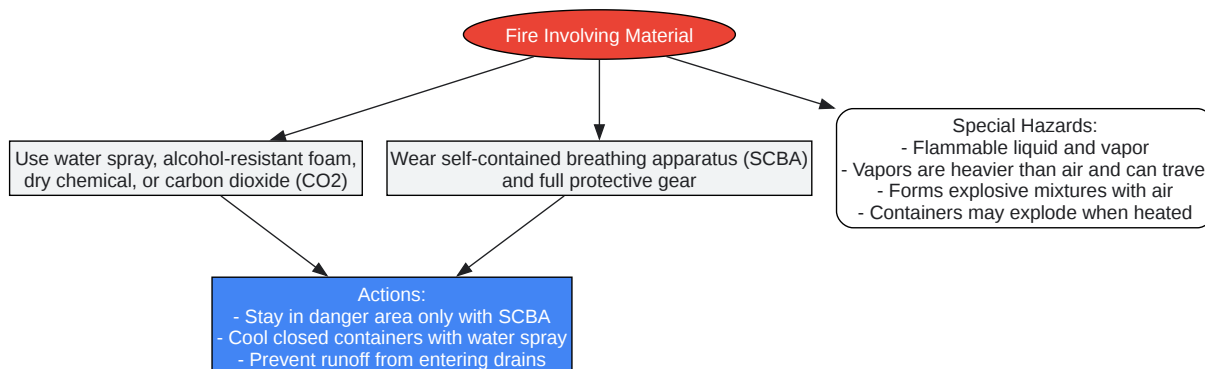 Fire Involving Material
Use water spray, alcohol-resistant foam,
dry chemical, or carbon dioxide (CO2)
Wear self-contained breathing apparatus (SCBA)
and full protective gear
Special Hazards:
- Flammable liquid and vapor
- Vapors are heavier than air and can trave
- Forms explosive mixtures with air
- Containers may explode when heated
Actions:
- Stay in danger area only with SCBA
- Cool closed containers with water spray
- Prevent runoff from entering drains